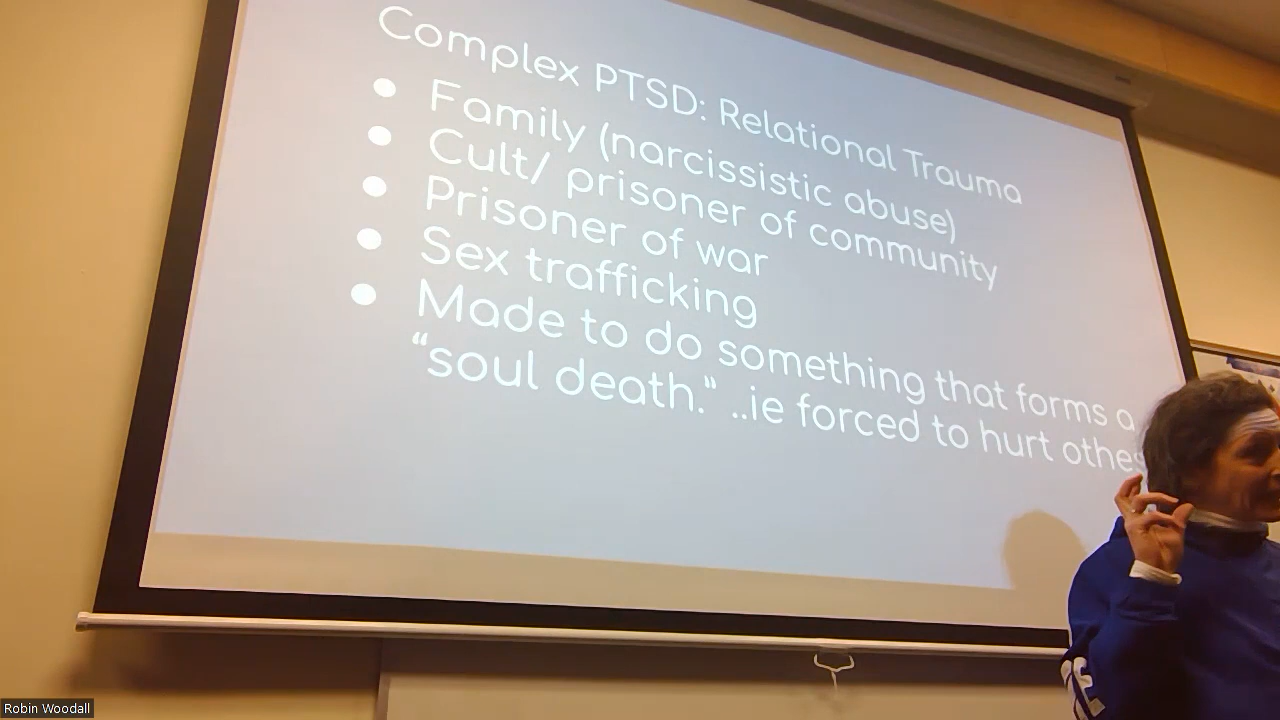 Complex PTSD: Relational Trauma
● Family (narcissistic abuse)
● Cult/ prisoner of community
● Prisoner of war
● Sex trafficking
● Made to do something that forms a
“soul death.” ..ie forced to hurt othe
Robin Woodall